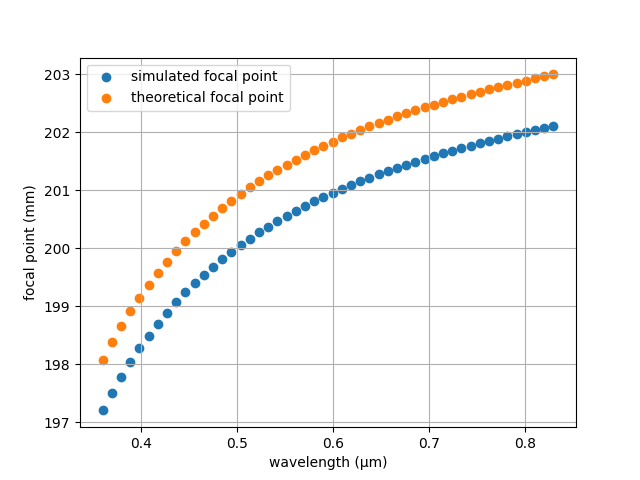 simulated focal point
theoretical focal point
focal point (mm)
203
202
201
200
199
198
197
0.4 0.5 0.6 0.7 0.8
wavelength (μm)